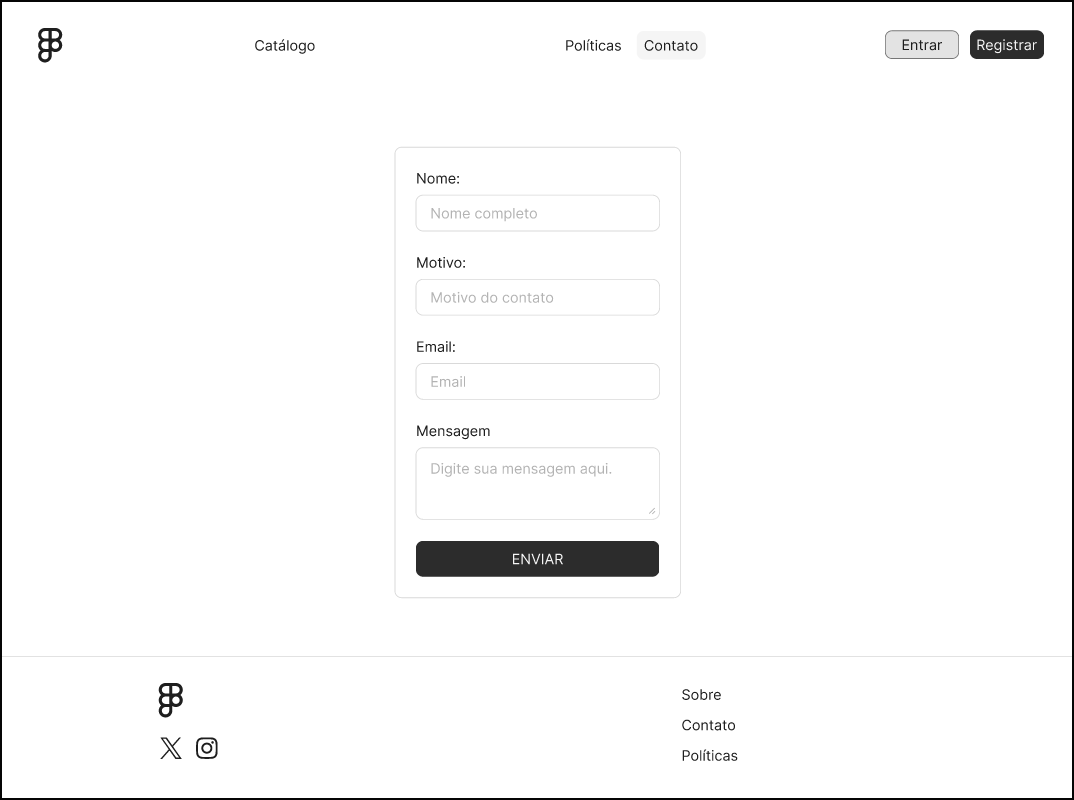 Catálogo
Políticas
Contato
Entrar
Registrar
Nome:
Nome completo
Motivo:
Motivo do contato
Email:
Email
Mensagem
Digite sua mensagem aqui.
ENVIAR
Sobre
Contato
Políticas